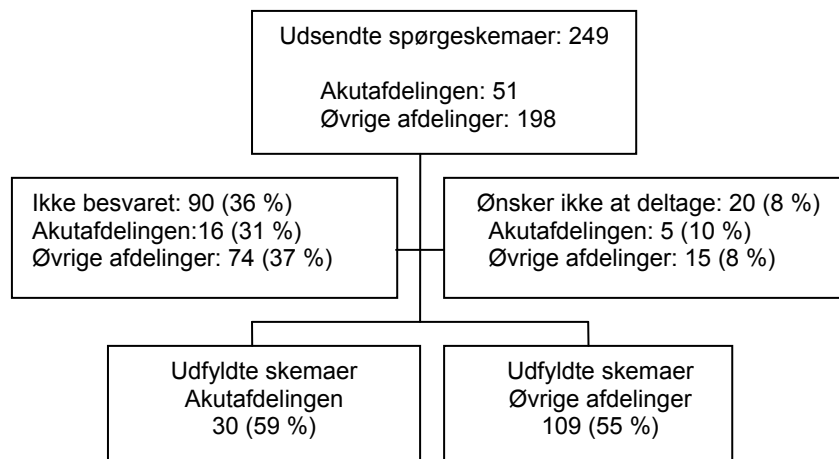 Udsendte spørgeskemaer: 249
Akutafdelingen: 51
Øvrige afdelinger: 198
Ikke besvaret: 90 (36 %)
Akutafdelingen:16 (31 %)
Øvrige afdelinger: 74 (37 %)
Ønsker ikke at deltage: 20 (8 %)
Akutafdelingen: 5 (10 %)
Øvrige afdelinger: 15 (8 %)
Udfyldte skemaer
Akutafdelingen
30 (59 %)
Udfyldte skemaer
Øvrige afdelinger
109 (55 %)